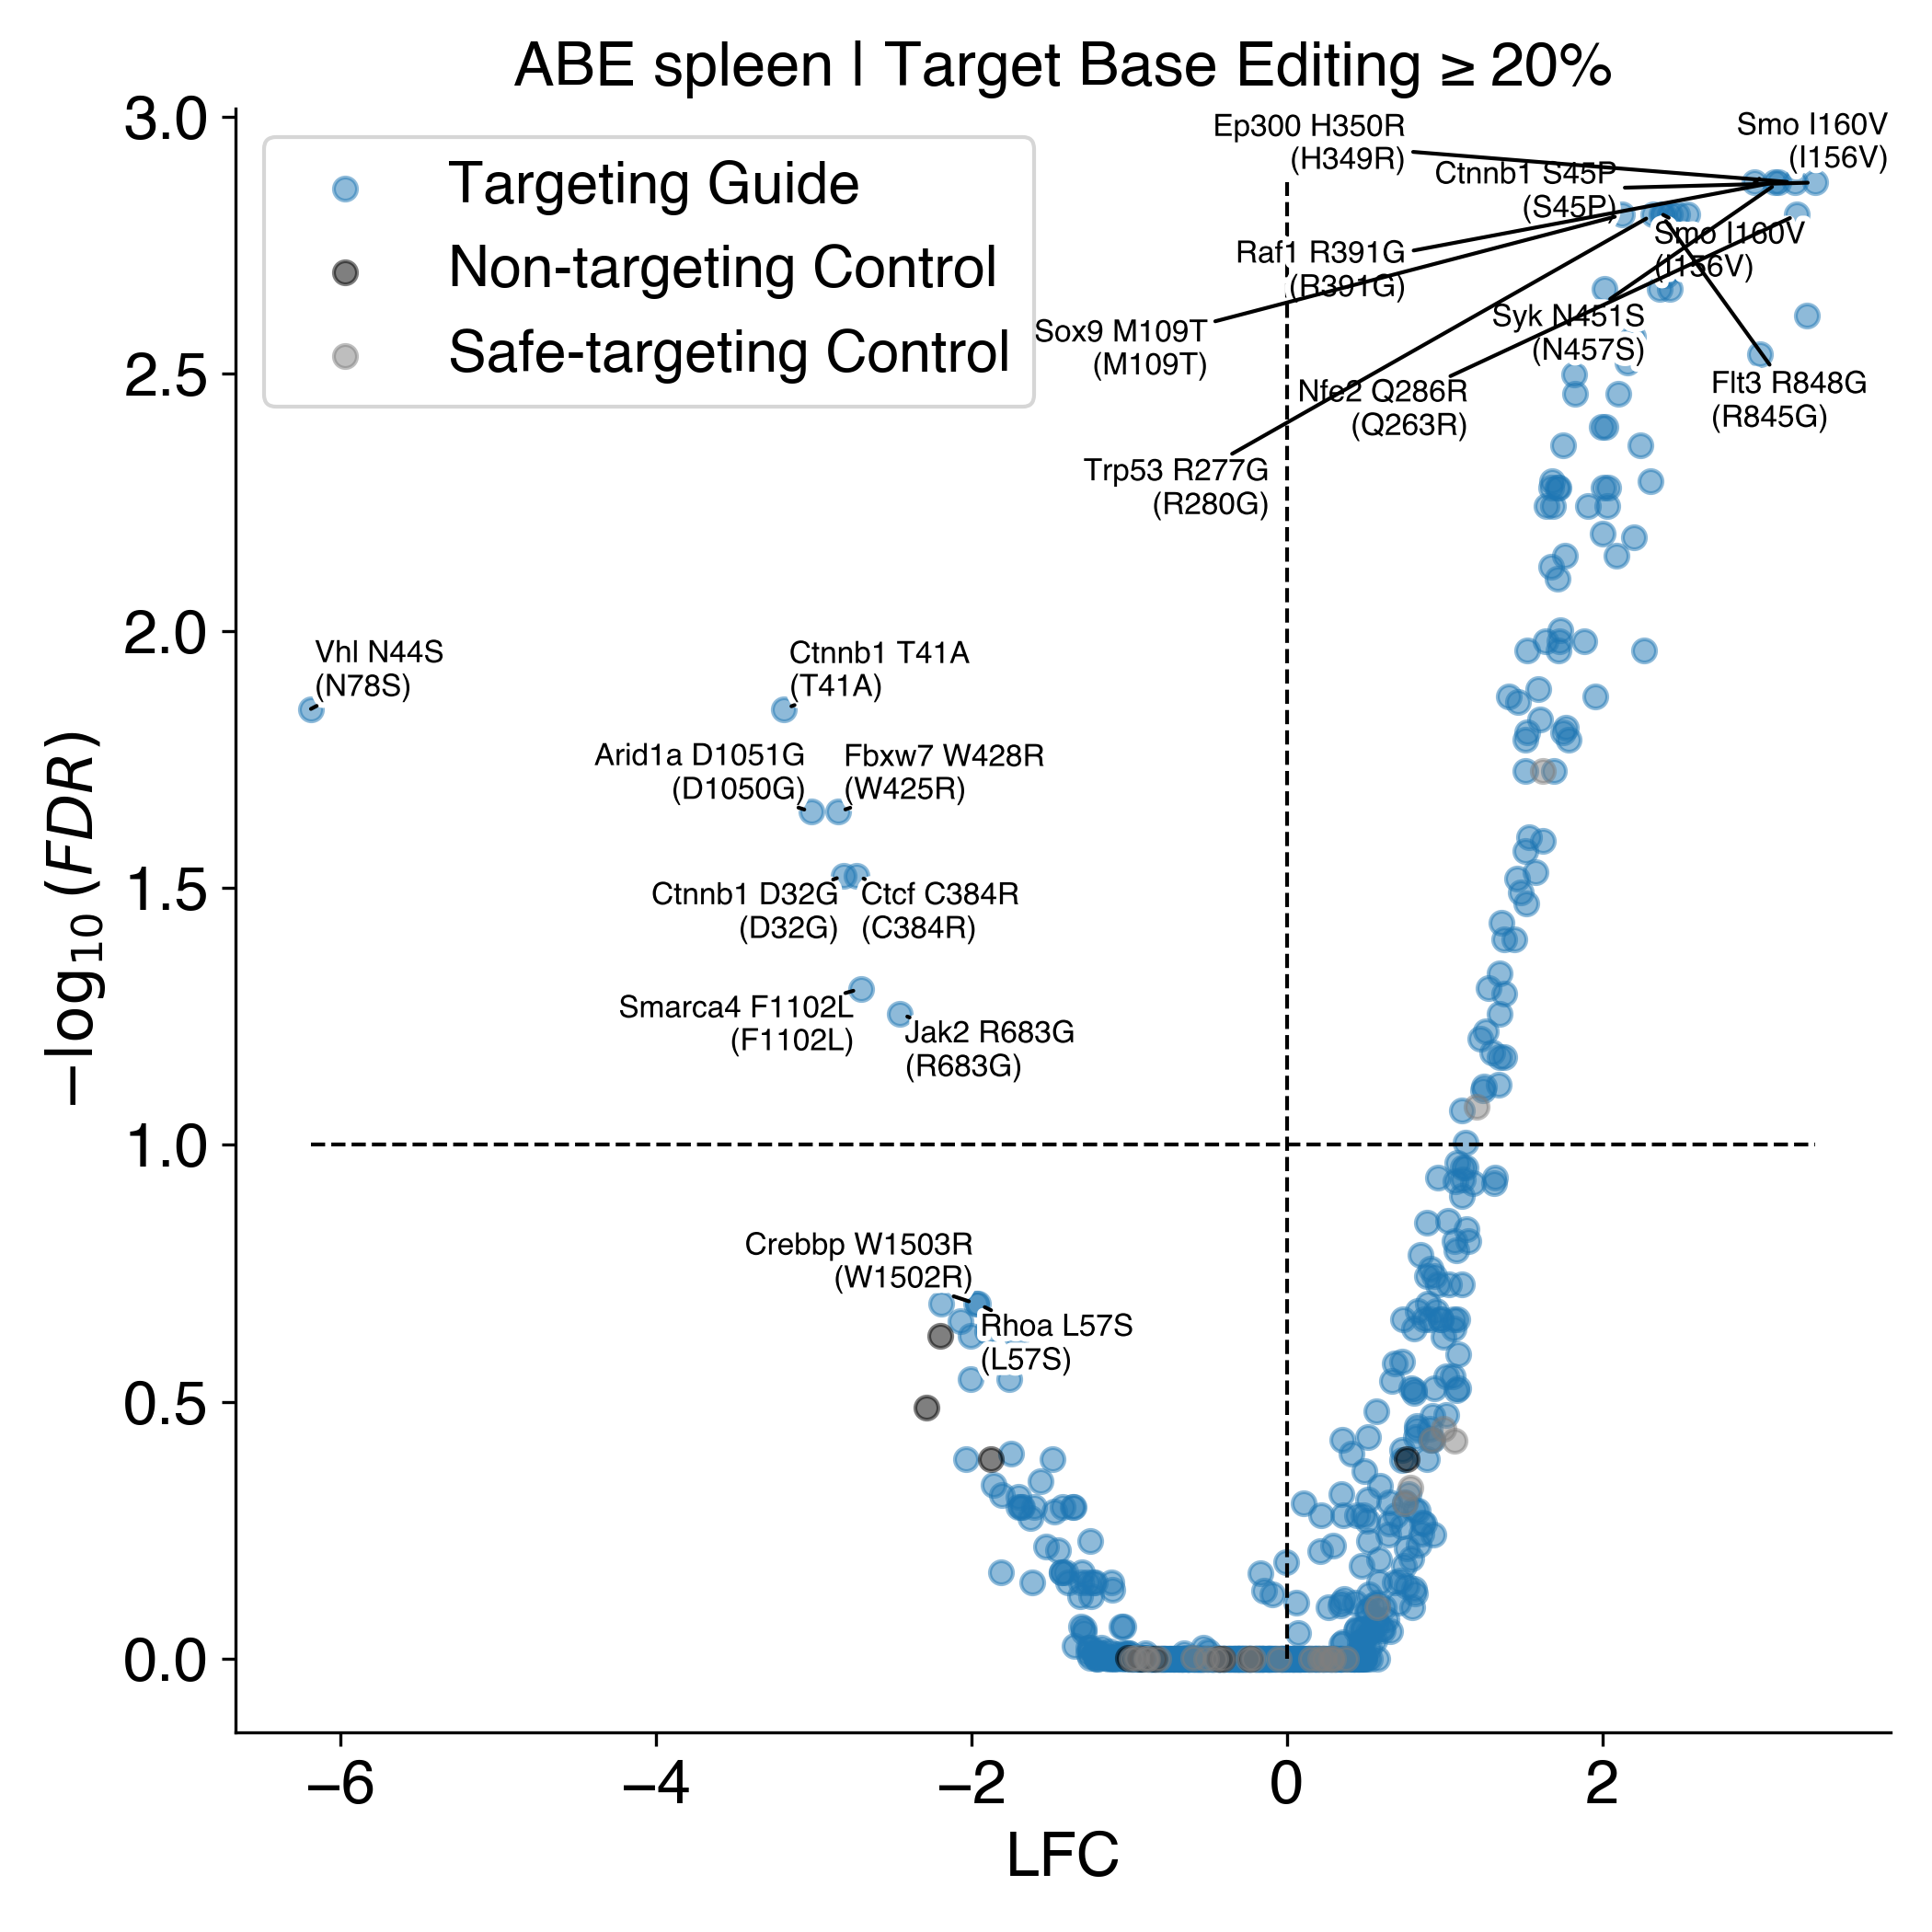 ABE spleen | Target Base Editing ≥ 20%
Targeting Guide
Non-targeting Control
Safe-targeting Control
Ep300 H350R
(H349R)
Smo I160V
(I156V)
Ctnnb1 S45P
(S45P)
Smo I160V
(I156V)
Raf1 R391G
(R391G)
Sox9 M109T
(M109T)
Syk N451S
(N457S)
Flt3 R848G
(R845G)
Nfe2 Q286R
(Q263R)
Trp53 R277G
(R280G)
Vhl N44S
(N78S)
Ctnnb1 T41A
(T41A)
Arid1a D1051G
(D1050G)
Fbxw7 W428R
(W425R)
Ctnnb1 D32G
(D32G)
Ctcf C384R
(C384R)
Smarca4 F1102L
(F1102L)
Jak2 R683G
(R683G)
Crebbp W1503R
(W1502R)
Rhoa L57S
(L57S)
3.0
2.5
2.0
1.5
1.0
0.5
0.0
−log10 (FDR)
−6
−4
−2
0
2
LFC